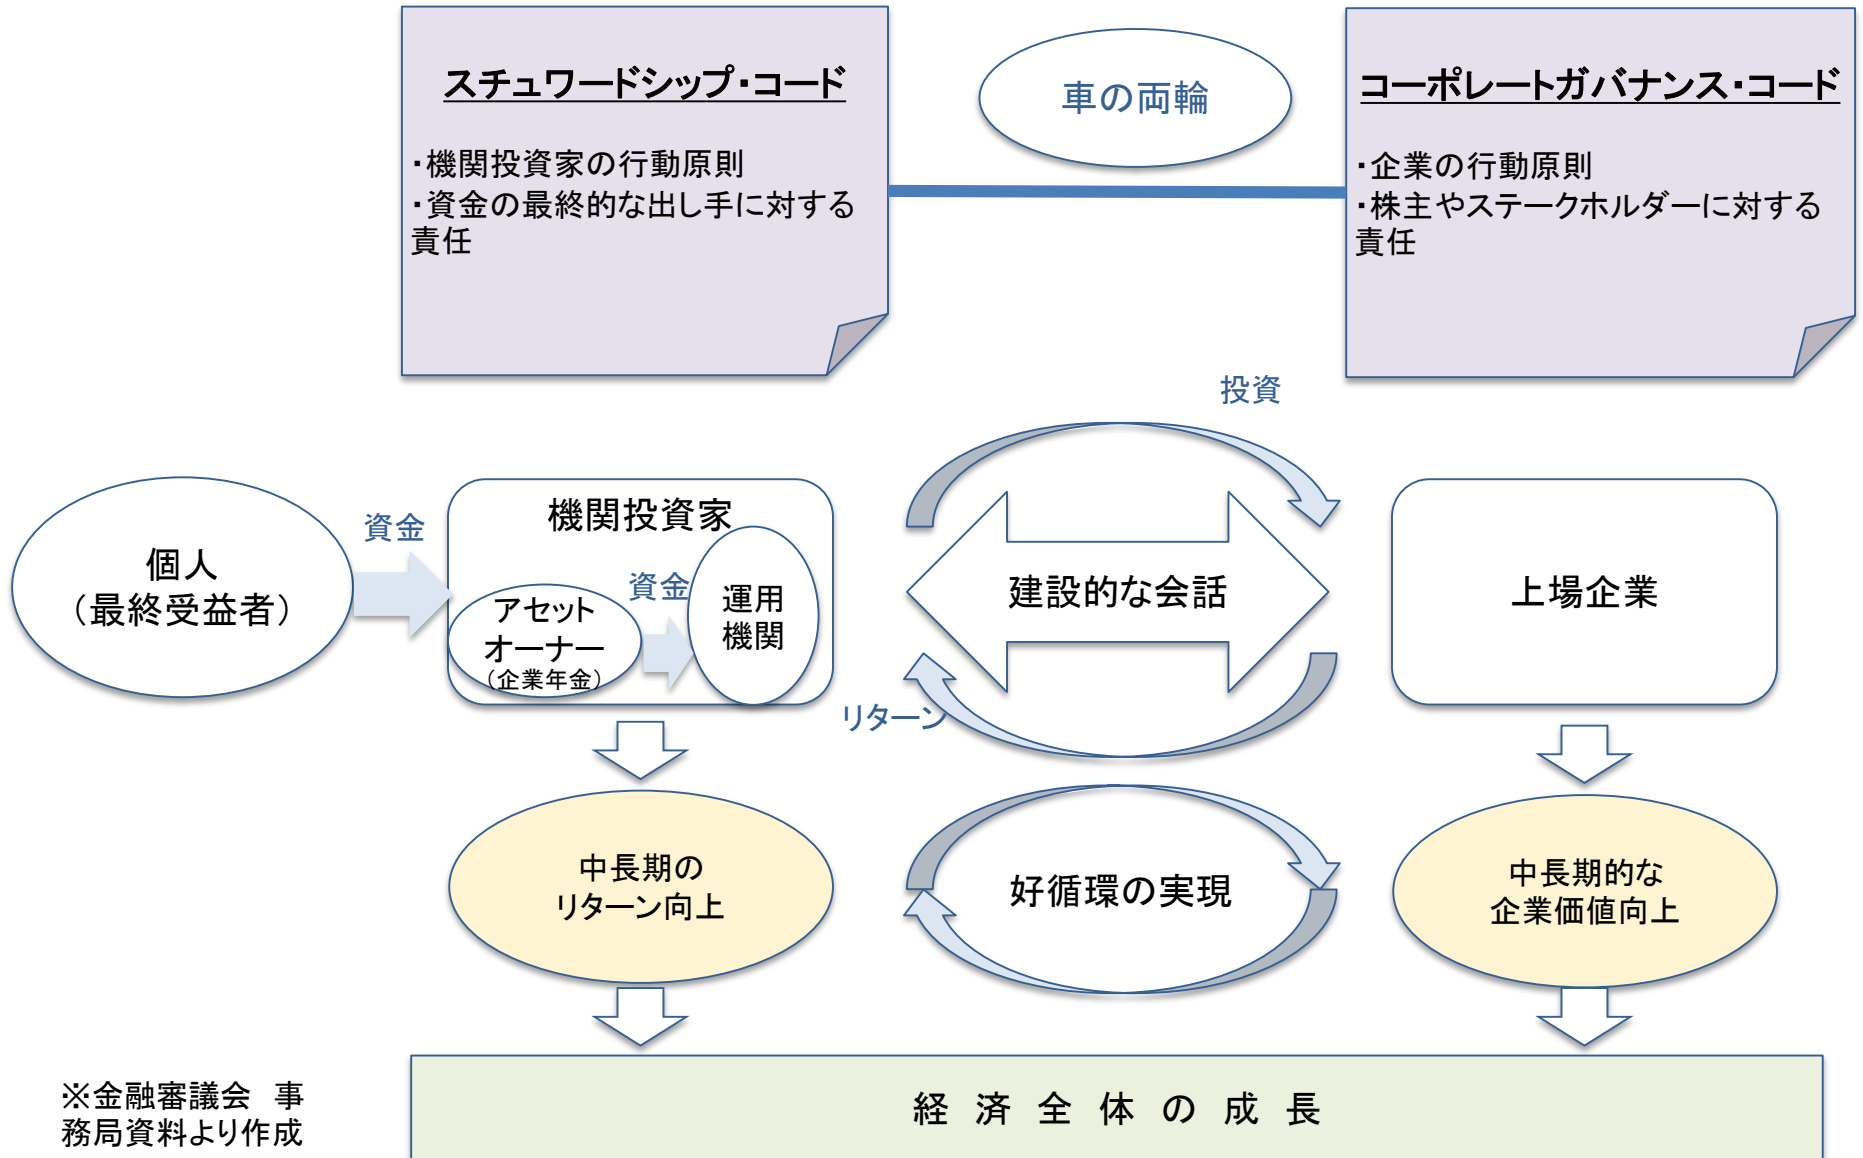 スチュワードシップ・コード
・機関投資家の行動原則
・資金の最終的な出し手に対する
責任
車の両輪
コーポレートガバナンス・コード
・企業の行動原則
・株主やステークホルダーに対する
責任
投資
個人
（最終受益者）
資金
機関投資家
アセット
オーナー
（企業年金）
資金
運用
機関
建設的な会話
リターン
上場企業
中長期の
リターン向上
好循環の実現
中長期的な
企業価値向上
※金融審議会　事
務局資料より作成
経 済 全 体 の 成 長